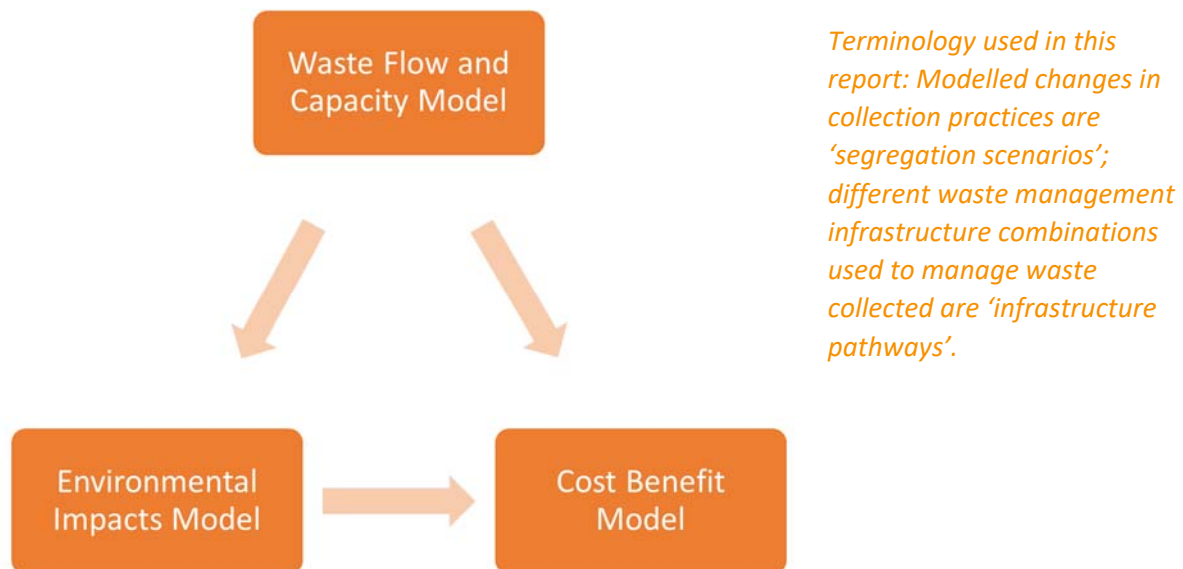 Waste Flow and
Capacity Model
Terminology used in this
report: Modelled changes in
collection practices are
‘segregation scenarios’;
different waste management
infrastructure combinations
used to manage waste
collected are ‘infrastructure
pathways’.
Environmental
Impacts Model
Cost Benefit
Model